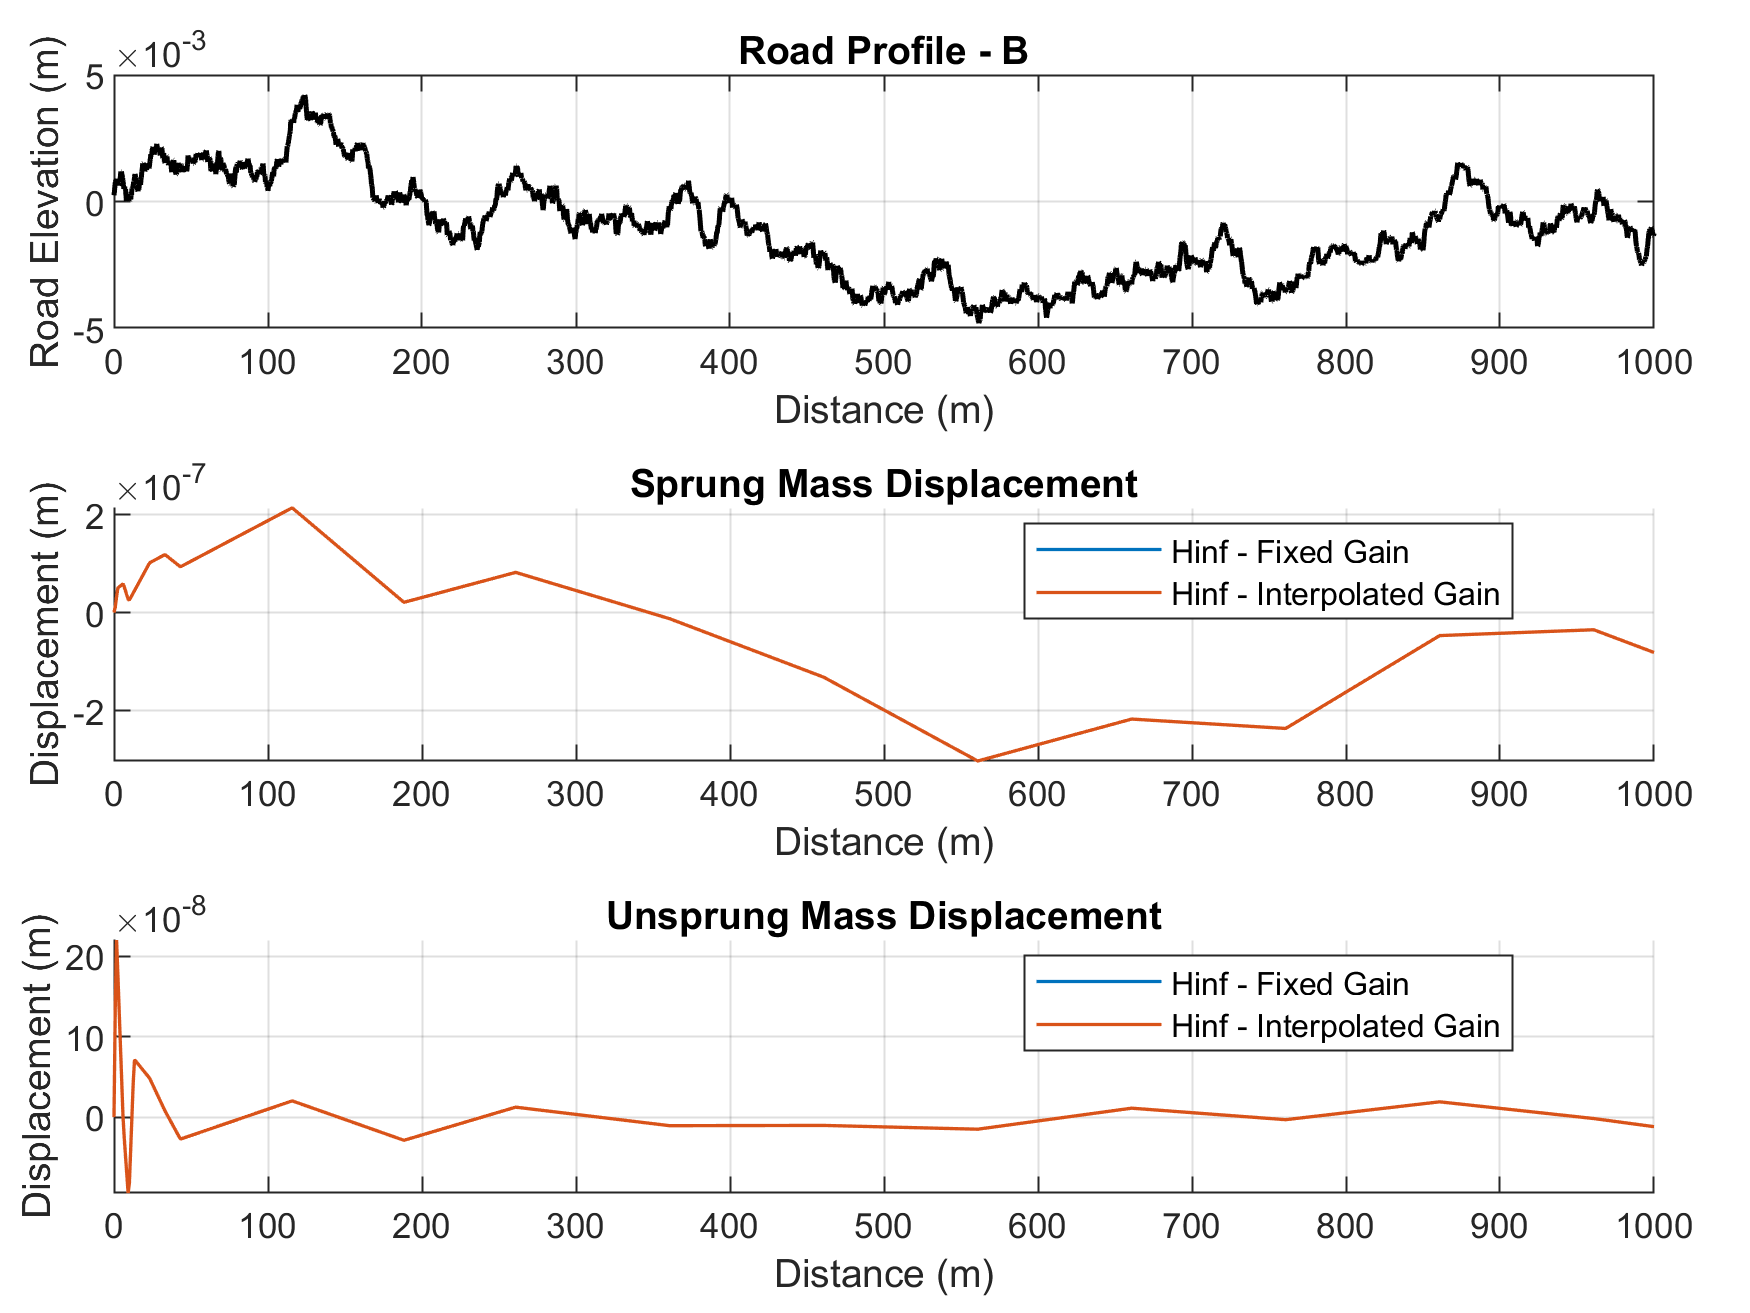 ×10-3
Road Profile - B
Road Elevation (m)
5
0
-5
0 100 200 300 400 500 600 700 800 900 1000
Distance (m)
×10-7
Sprung Mass Displacement
Displacement (m)
2
0
-2
Hinf - Fixed Gain
Hinf - Interpolated Gain
0 100 200 300 400 500 600 700 800 900 1000
Distance (m)
×10-8
Unsprung Mass Displacement
Displacement (m)
20
10
0
Hinf - Fixed Gain
Hinf - Interpolated Gain
0 100 200 300 400 500 600 700 800 900 1000
Distance (m)